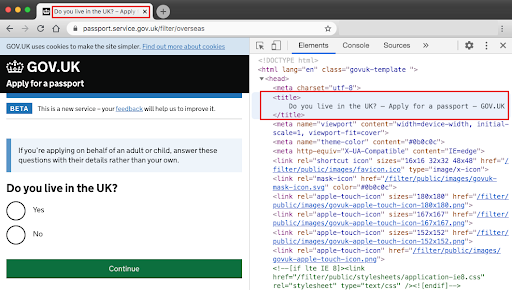 Do you live in the UK? – Apply
passport.service.gov.uk/filter/overseas
GOV.UK uses cookies to make the site simpler. Find out more about cookies
GOV.UK
Apply for a passport
BETA This is a new service – your feedback will help us to improve it.
If you're applying on behalf of an adult or child, answer these
questions with their details rather than your own.
Do you live in the UK?
Yes
No
Continue
Elements Console Sources
<!DOCTYPE html>
<html lang="en" class="govuk-template ">
<head>
<meta charset="utf-8">
<title>
Do you live in the UK? – Apply for a passport – GOV.UK
</title>
<meta name="viewport" content="width=device-width, initial-
scale=1, viewport-fit=cover">
<meta name="theme-color" content="#0b0c0c">
<meta http-equiv="X-UA-Compatible" content="IE=edge">
<link rel="shortcut icon" sizes="16x16 32x32 48x48" href="/
filter/public/images/favicon.ico" type="image/x-icon">
<link rel="mask-icon" href="/filter/public/images/govuk-
mask-icon.svg" color="#0b0c0c">
<link rel="apple-touch-icon" sizes="180x180" href="/filter/
public/images/govuk-apple-touch-icon-180x180.png">
<link rel="apple-touch-icon" sizes="167x167" href="/filter/
public/images/govuk-apple-touch-icon-167x167.png">
<link rel="apple-touch-icon" sizes="152x152" href="/filter/
public/images/govuk-apple-touch-icon-152x152.png">
<link rel="apple-touch-icon" href="/filter/public/images/
govuk-apple-touch-icon.png">
<!--[if lte IE 8]><link
href="/filter/public/stylesheets/application-ie8.css"
rel="stylesheet" type="text/css" /><![endif]-->